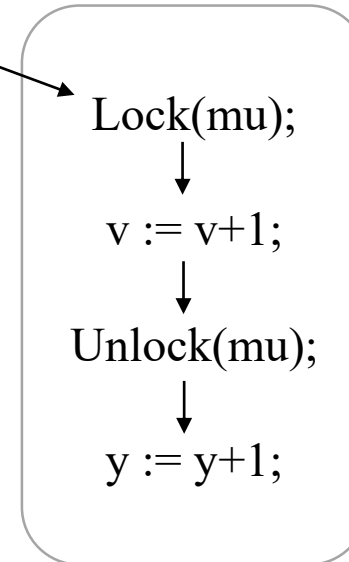 Lock(mu);
v := v+1;
Unlock(mu);
y := y+1;